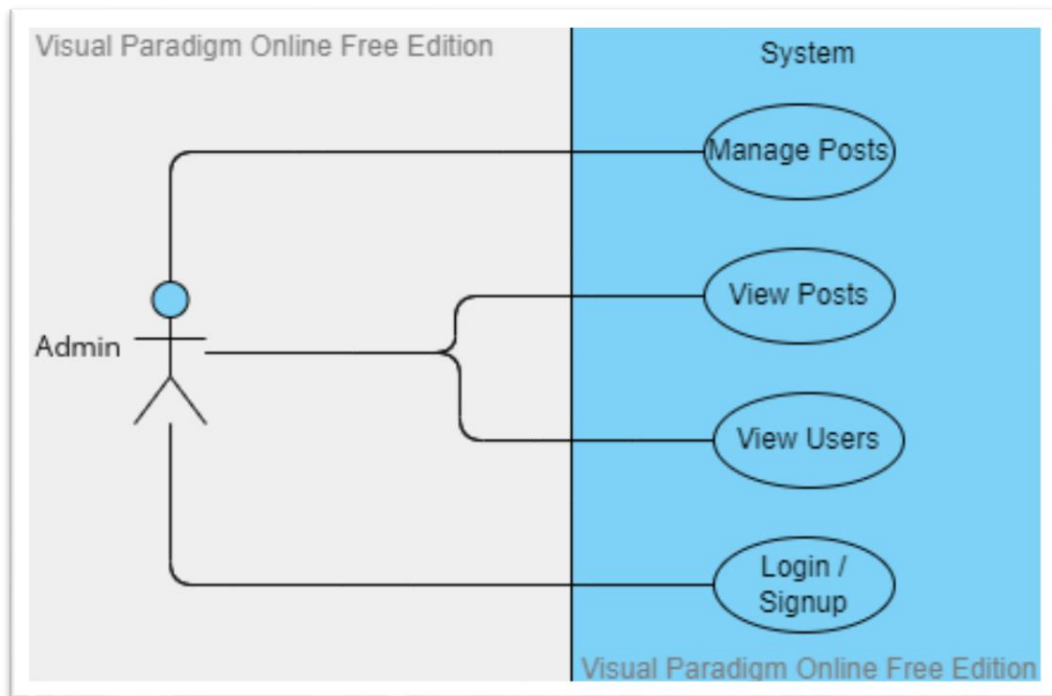 Visual Paradigm Online Free Edition
System
Manage Posts
View Posts
Admin
View Users
Login /
Signup
Visual Paradigm Online Free Edition